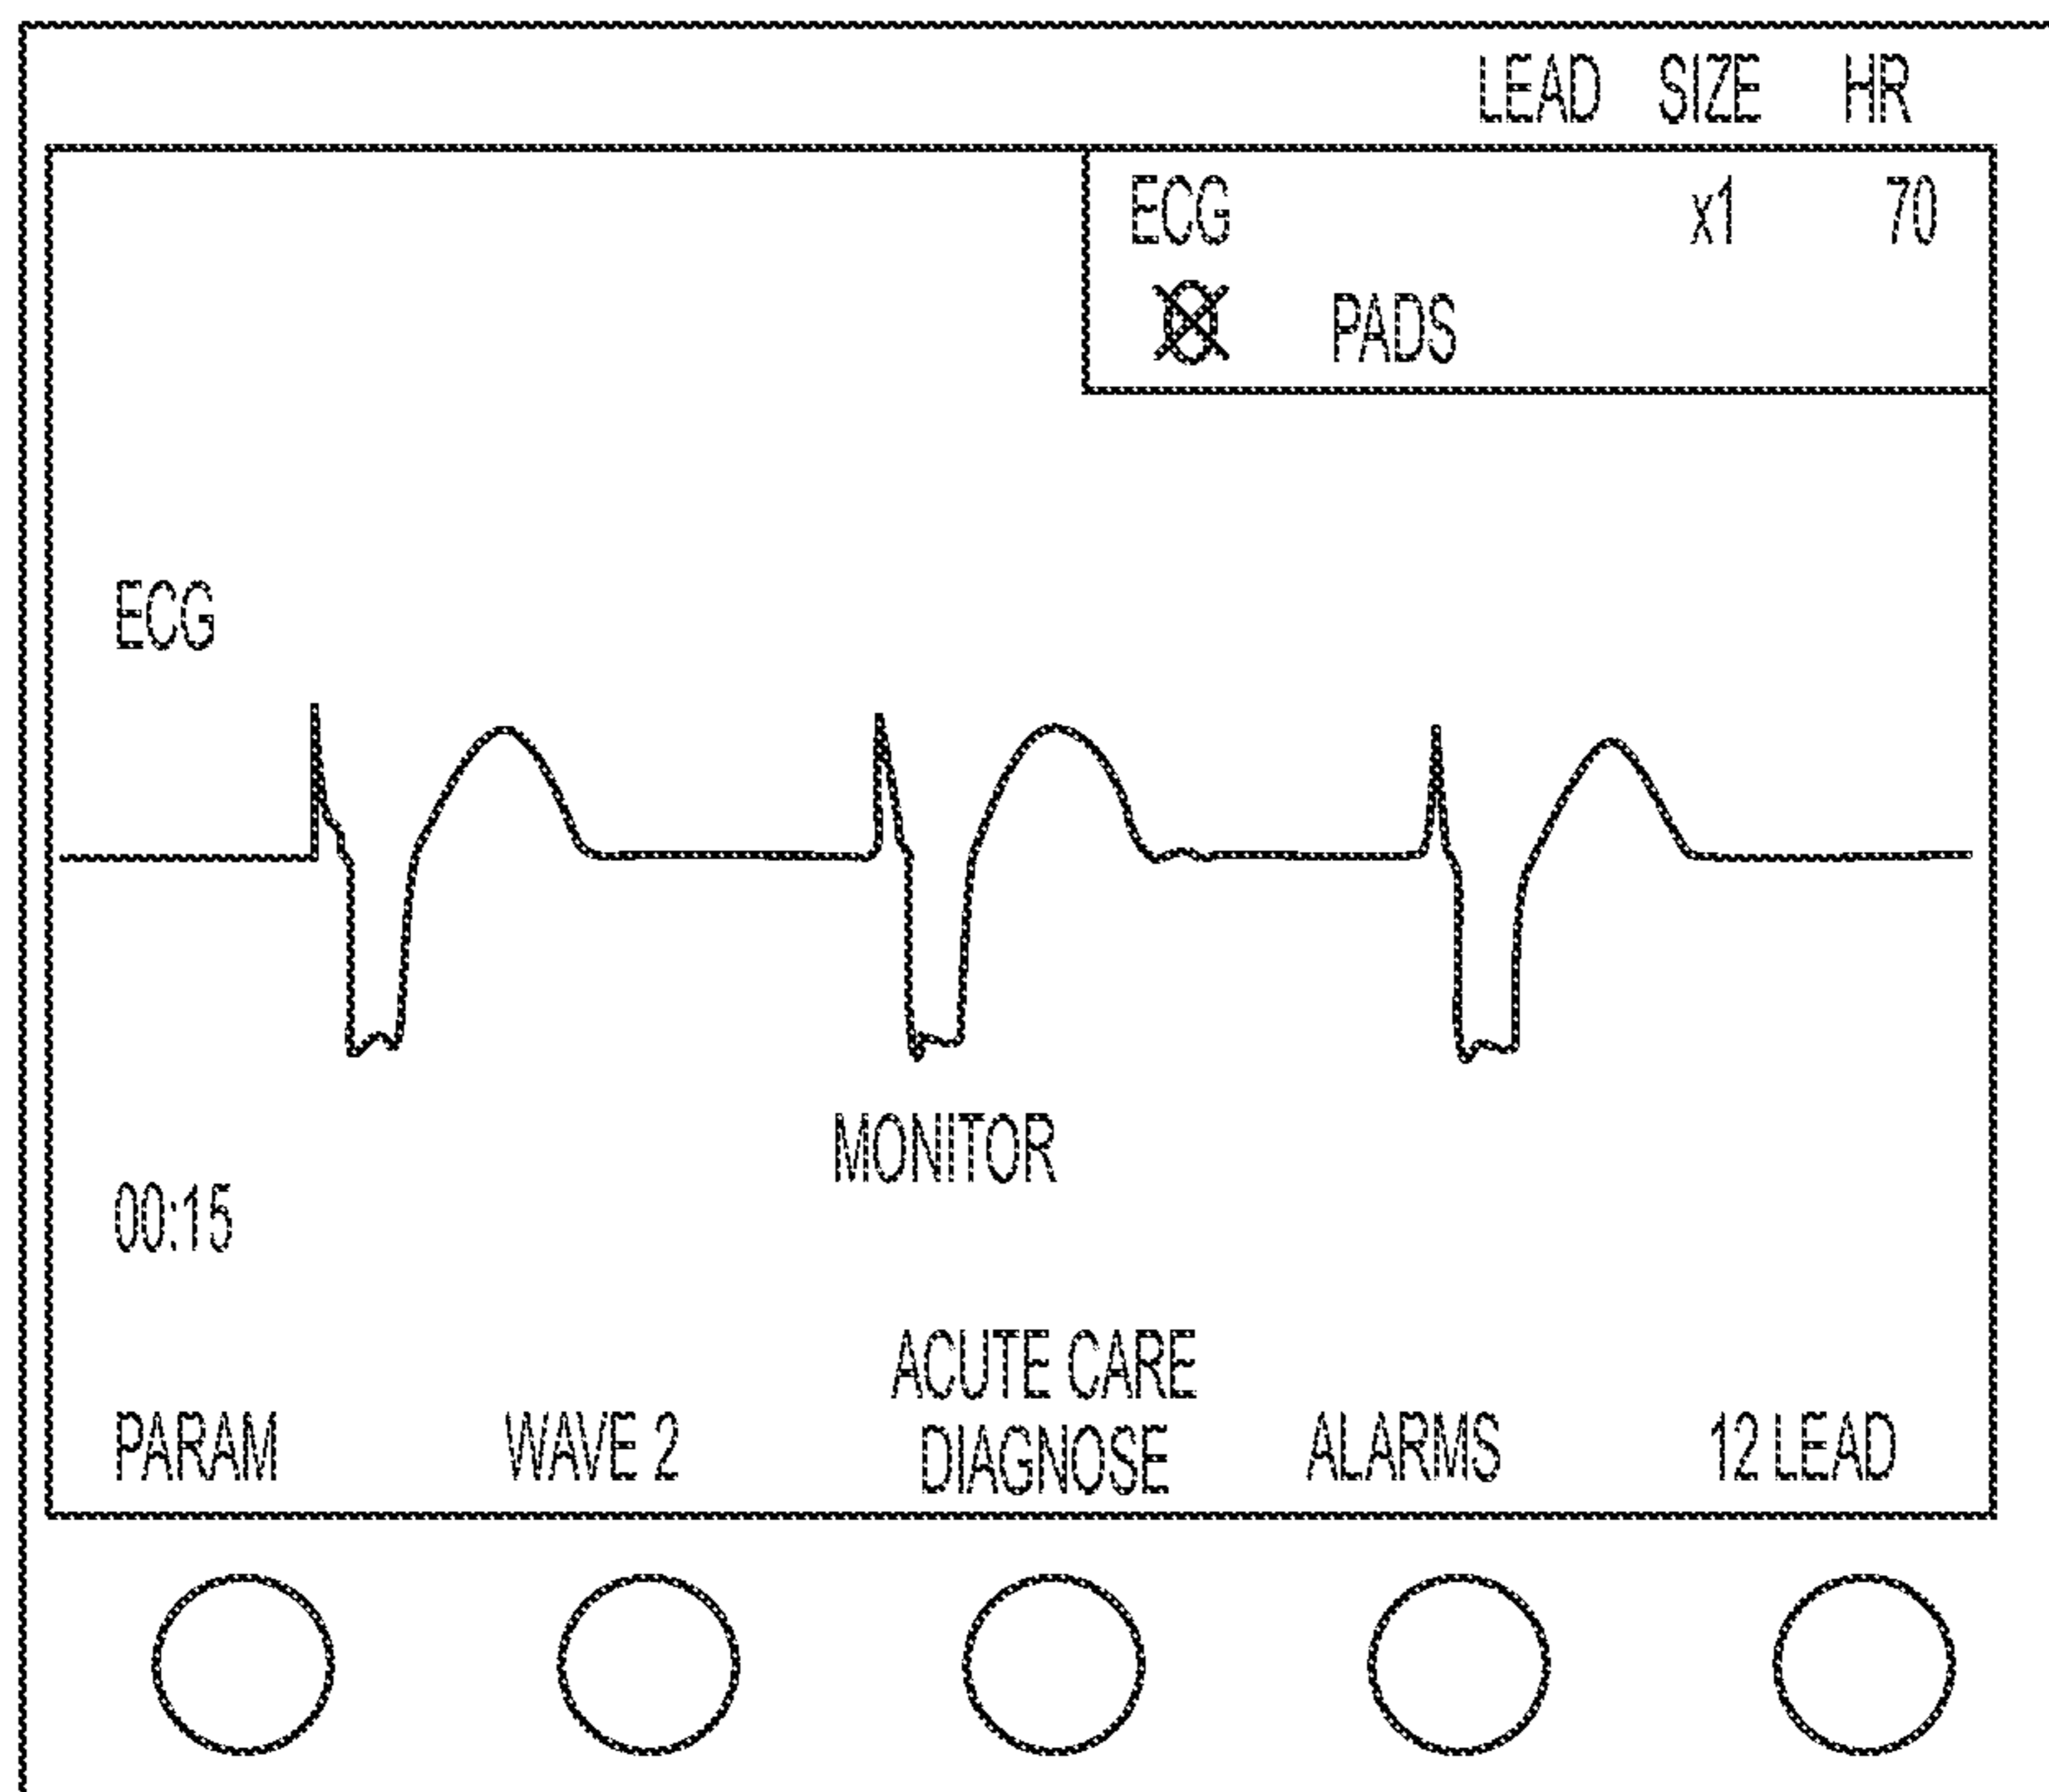 LEAD SIZE HR
ECG x1 70
PADS
ECG
MONITOR
00:15
ACUTE CARE
PARAM WAVE 2 DIAGNOSE ALARMS 12 LEAD